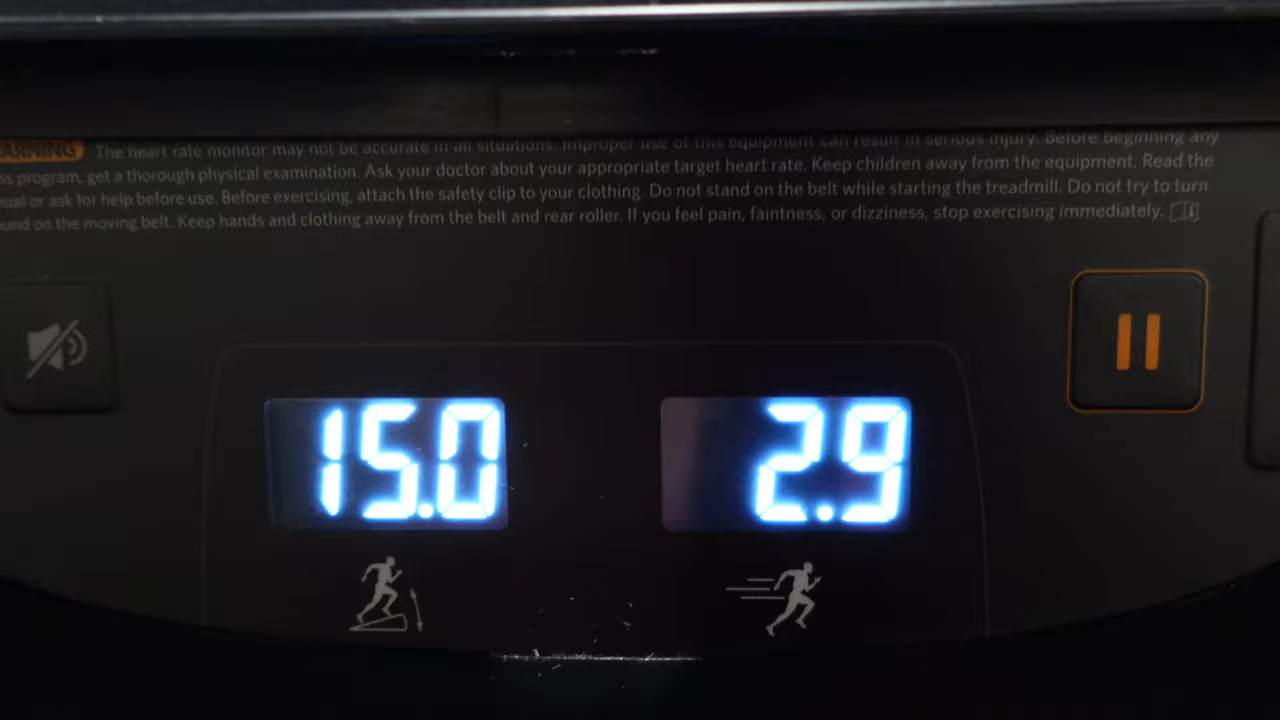 ARNING The heart rate monitor may not be accurate in all situations. Improper use of this equipment can result in serious injury. Before beginning any
ss program, get a thorough physical examination. Ask your doctor about your appropriate target heart rate. Keep children away from the equipment. Read the
nual or ask for help before use. Before exercising, attach the safety clip to your clothing. Do not stand on the belt while starting the treadmill. Do not try to turn
und on the moving belt. Keep hands and clothing away from the belt and rear roller. If you feel pain, faintness, or dizziness, stop exercising immediately.
15.0 2.9